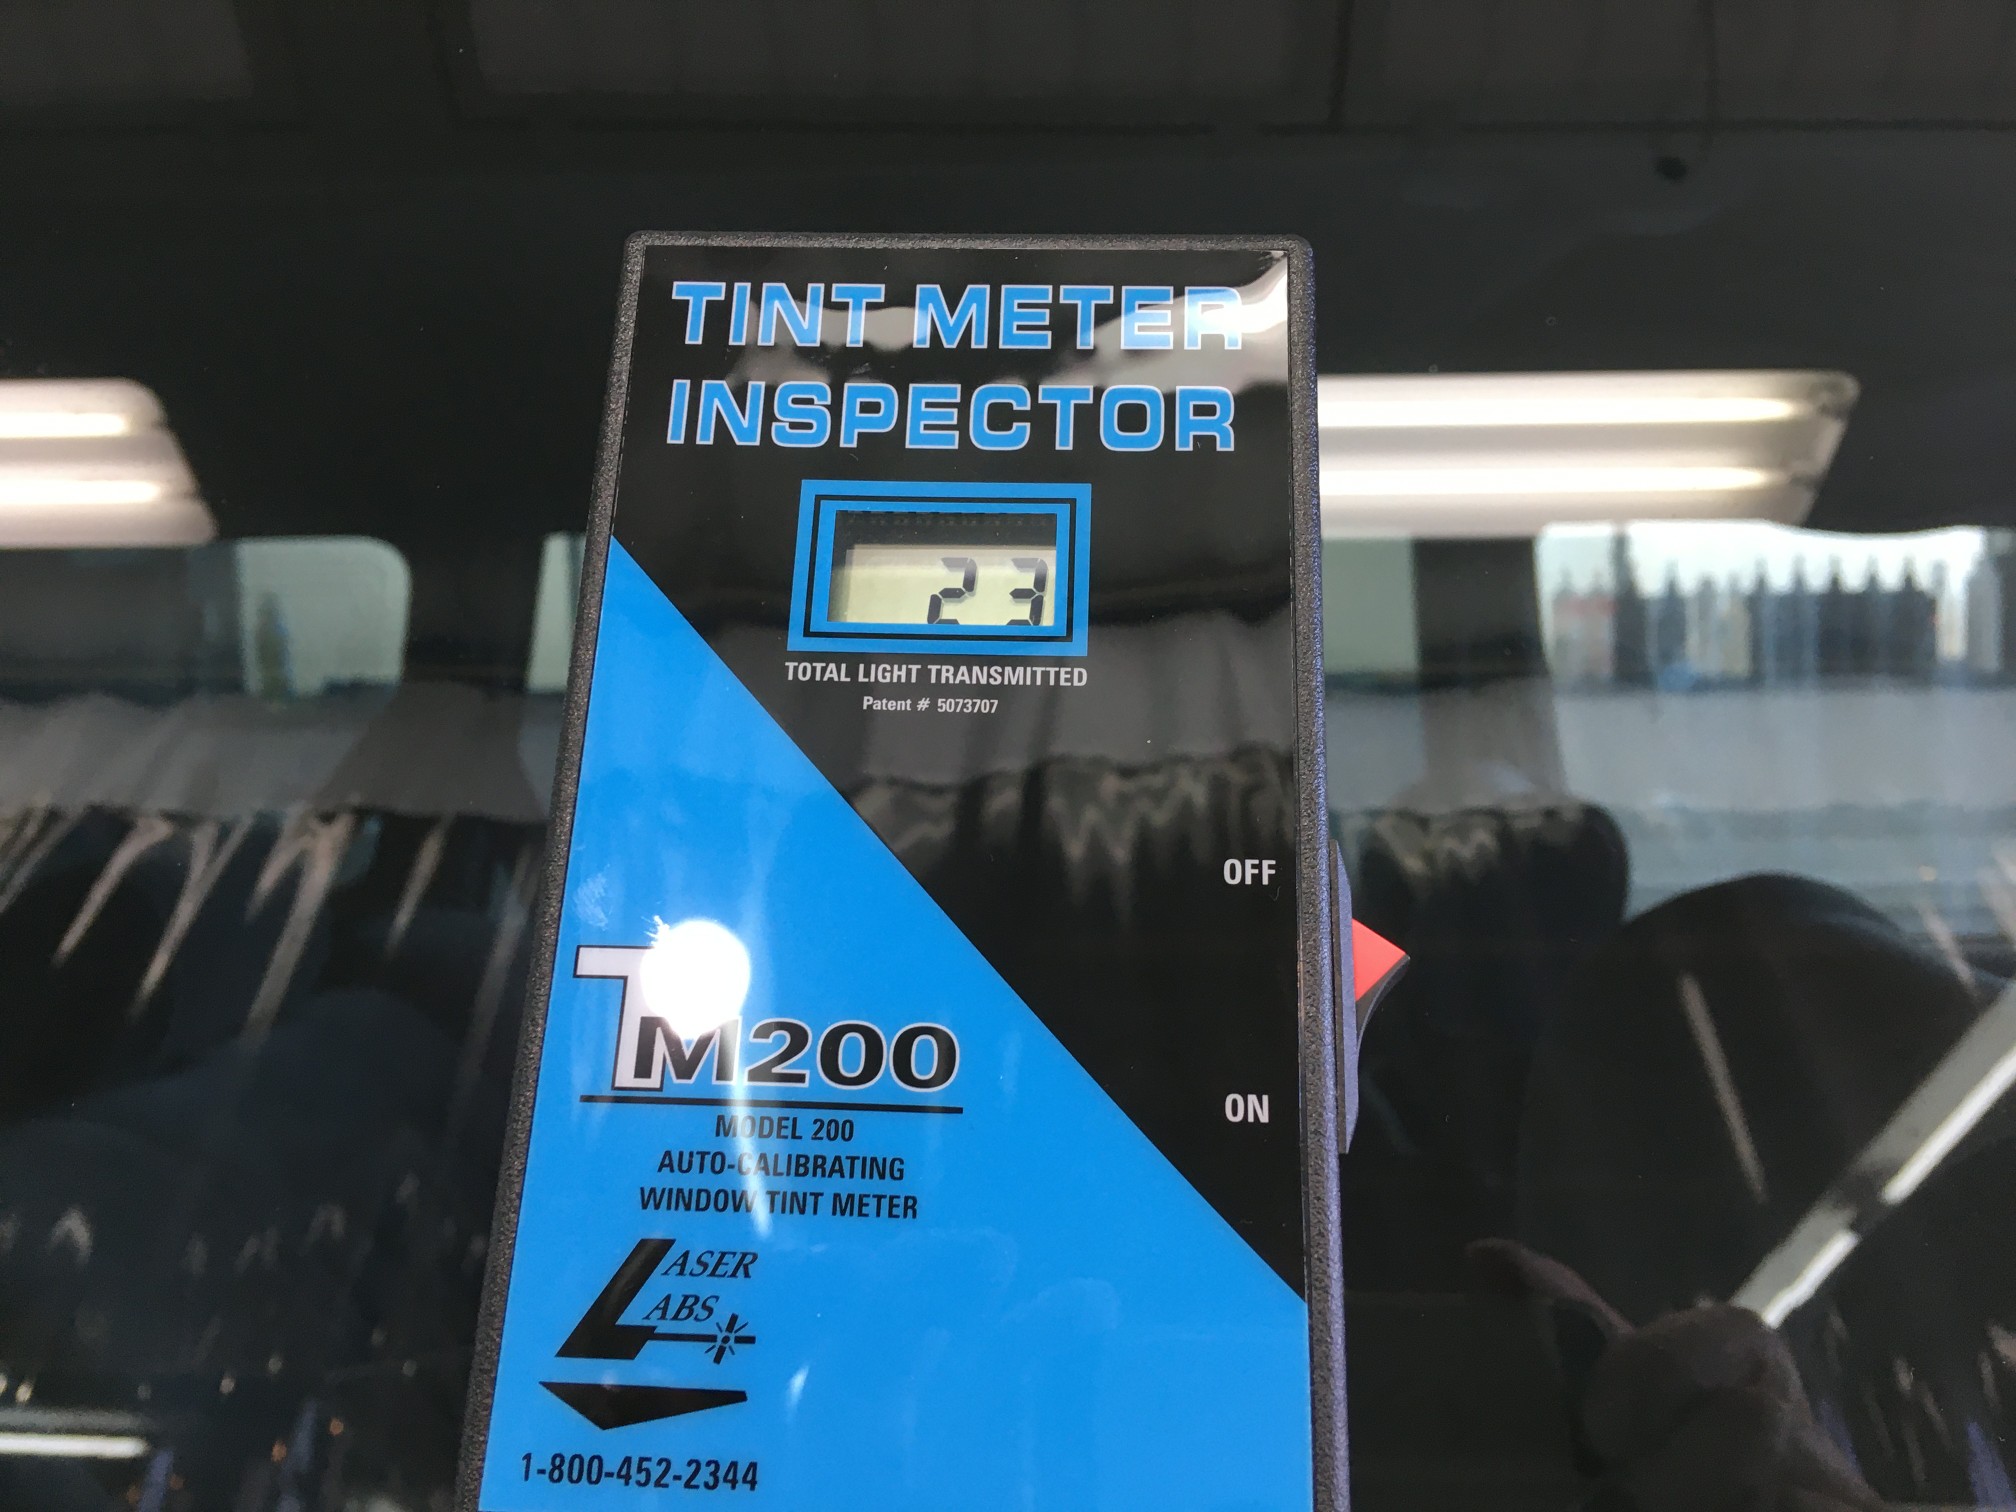 TINT METER
INSPECTOR
23
TOTAL LIGHT TRANSMITTED
Patent # 5073707
OFF
ON
TM200
MODEL 200
AUTO-CALIBRATING
WINDOW TINT METER
LASER
LABS
1-800-452-2344